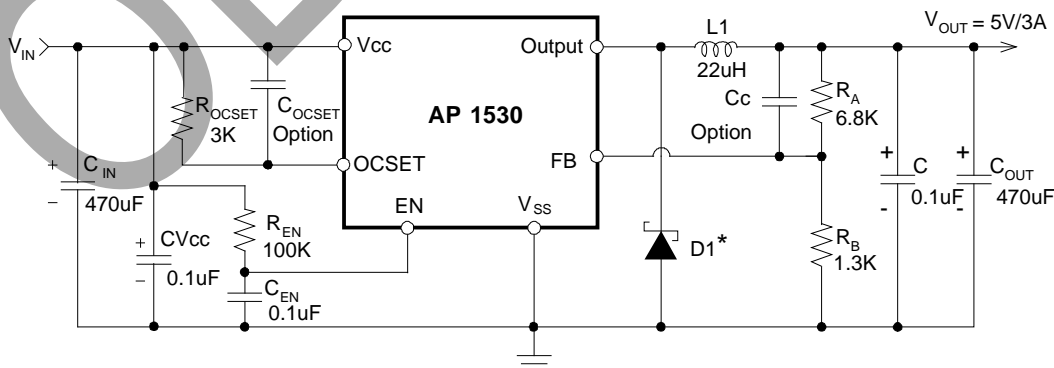 V_OUT = 5V/3A
V_IN
Vcc
Output
L1
22uH
R_OCSET
3K
C_OCSET
Option
AP 1530
Cc
Option
R_A
6.8K
OCSET
FB
+
C_IN
470uF
-
EN
V_SS
+
C
0.1uF
-
+
C_OUT
470uF
-
+
CVcc
0.1uF
-
R_EN
100K
C_EN
0.1uF
D1*
R_B
1.3K